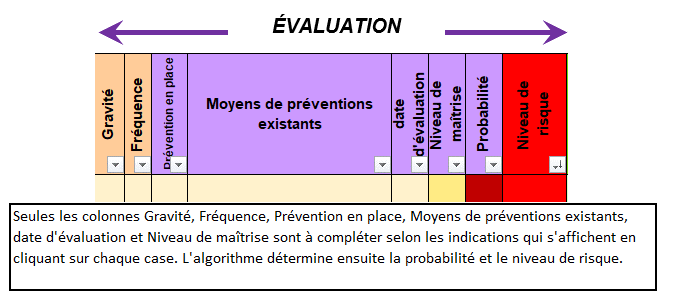 ÉVALUATION
Gravité
Fréquence
Prévention en place
Moyens de préventions
existants
date
d'évaluation
Niveau de
maîtrise
Probabilité
Niveau de
risque
Seules les colonnes Gravité, Fréquence, Prévention en place, Moyens de préventions existants,
date d'évaluation et Niveau de maîtrise sont à compléter selon les indications qui s'affichent en
cliquant sur chaque case. L'algorithme détermine ensuite la probabilité et le niveau de risque.